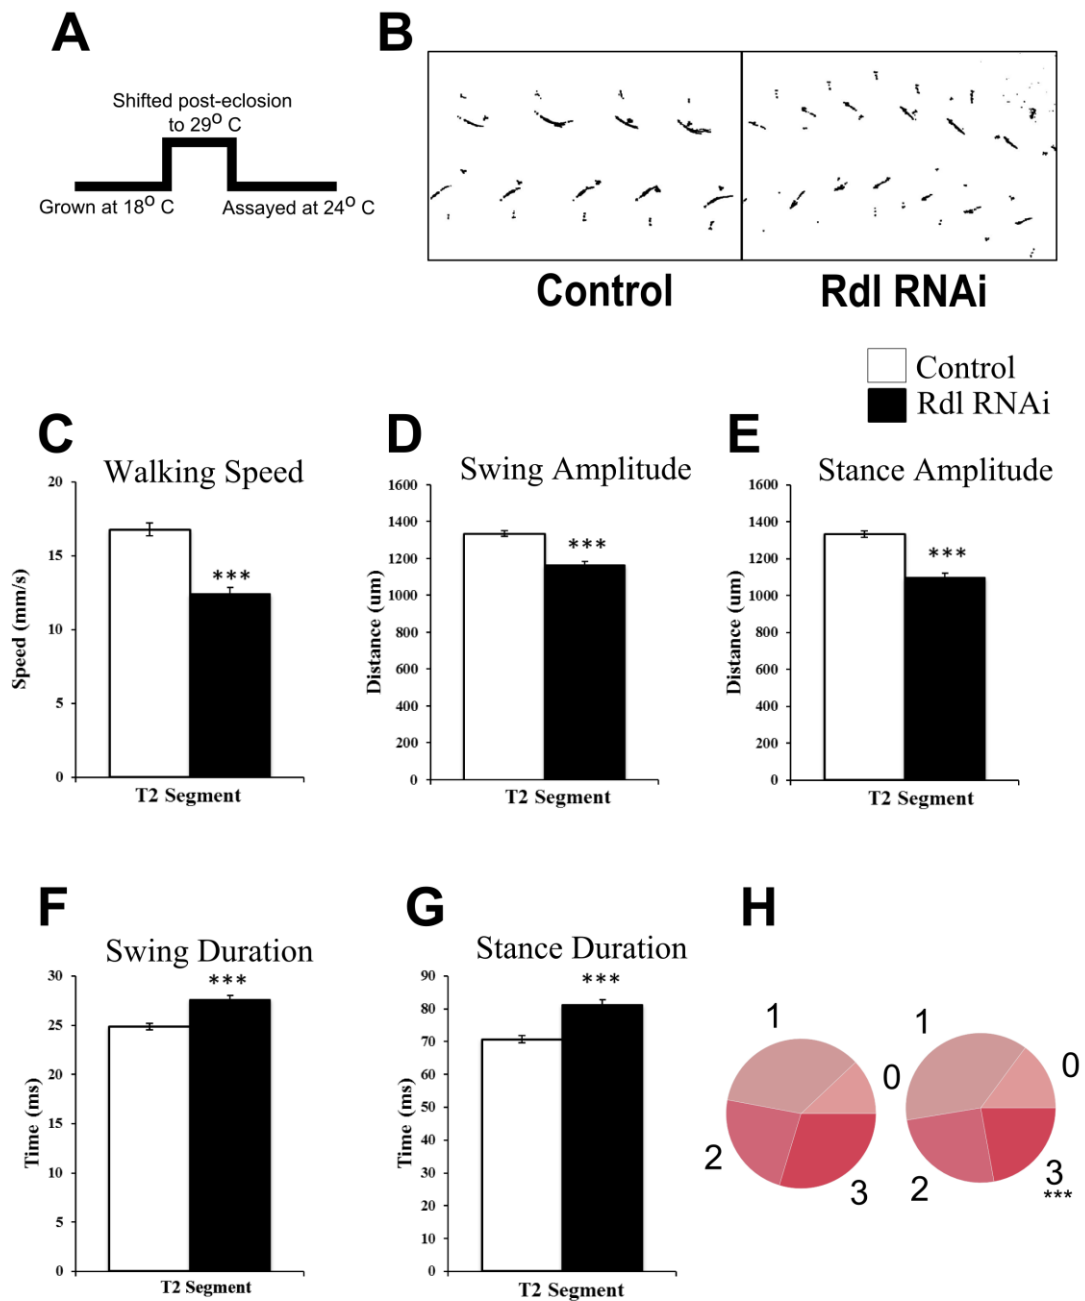 A
Shifted post-eclosion
to 29º C
Grown at 18º C
Assayed at 24º C
B
Control
Rdl RNAi
Control
Rdl RNAi
C
Walking Speed
20
15
10
5
0
Speed (mm/s)
***
T2 Segment
D
Swing Amplitude
1600
1400
1200
1000
800
600
400
200
0
Distance (um)
***
T2 Segment
E
Stance Amplitude
1600
1400
1200
1000
800
600
400
200
0
Distance (um)
***
T2 Segment
F
Swing Duration
30
25
20
15
10
5
0
Time (ms)
***
T2 Segment
G
Stance Duration
90
80
70
60
50
40
30
20
10
0
Time (ms)
***
T2 Segment
H
1
0
2
3
1
0
2
3
***